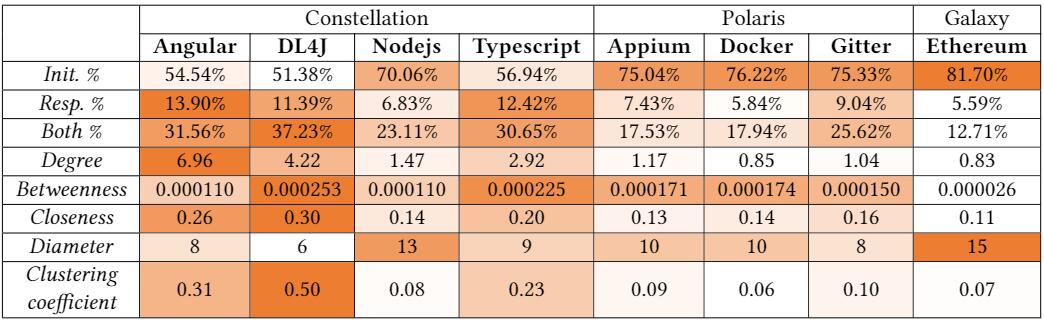 Constellation Polaris Galaxy
Angular DL4J Nodejs Typescript Appium Docker Gitter Ethereum
Init. % 54.54% 51.38% 70.06% 56.94% 75.04% 76.22% 75.33% 81.70%
Resp. % 13.90% 11.39% 6.83% 12.42% 7.43% 5.84% 9.04% 5.59%
Both % 31.56% 37.23% 23.11% 30.65% 17.53% 17.94% 25.62% 12.71%
Degree 6.96 4.22 1.47 2.92 1.17 0.85 1.04 0.83
Betweenness 0.000110 0.000253 0.000110 0.000225 0.000171 0.000174 0.000150 0.000026
Closeness 0.26 0.30 0.14 0.20 0.13 0.14 0.16 0.11
Diameter 8 6 13 9 10 10 8 15
Clustering
coefficient 0.31 0.50 0.08 0.23 0.09 0.06 0.10 0.07